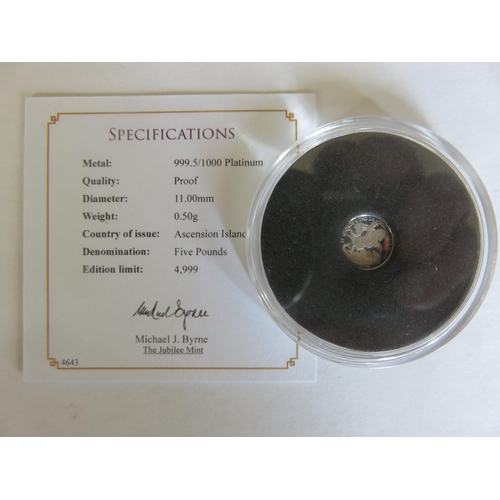 SPECIFICATIONS
Metal: 999.5/1000 Platinum
Quality: Proof
Diameter: 11.00mm
Weight: 0.50g
Country of issue: Ascension Island
Denomination: Five Pounds
Edition limit: 4,999
Michael J. Byrne
The Jubilee Mint
4643